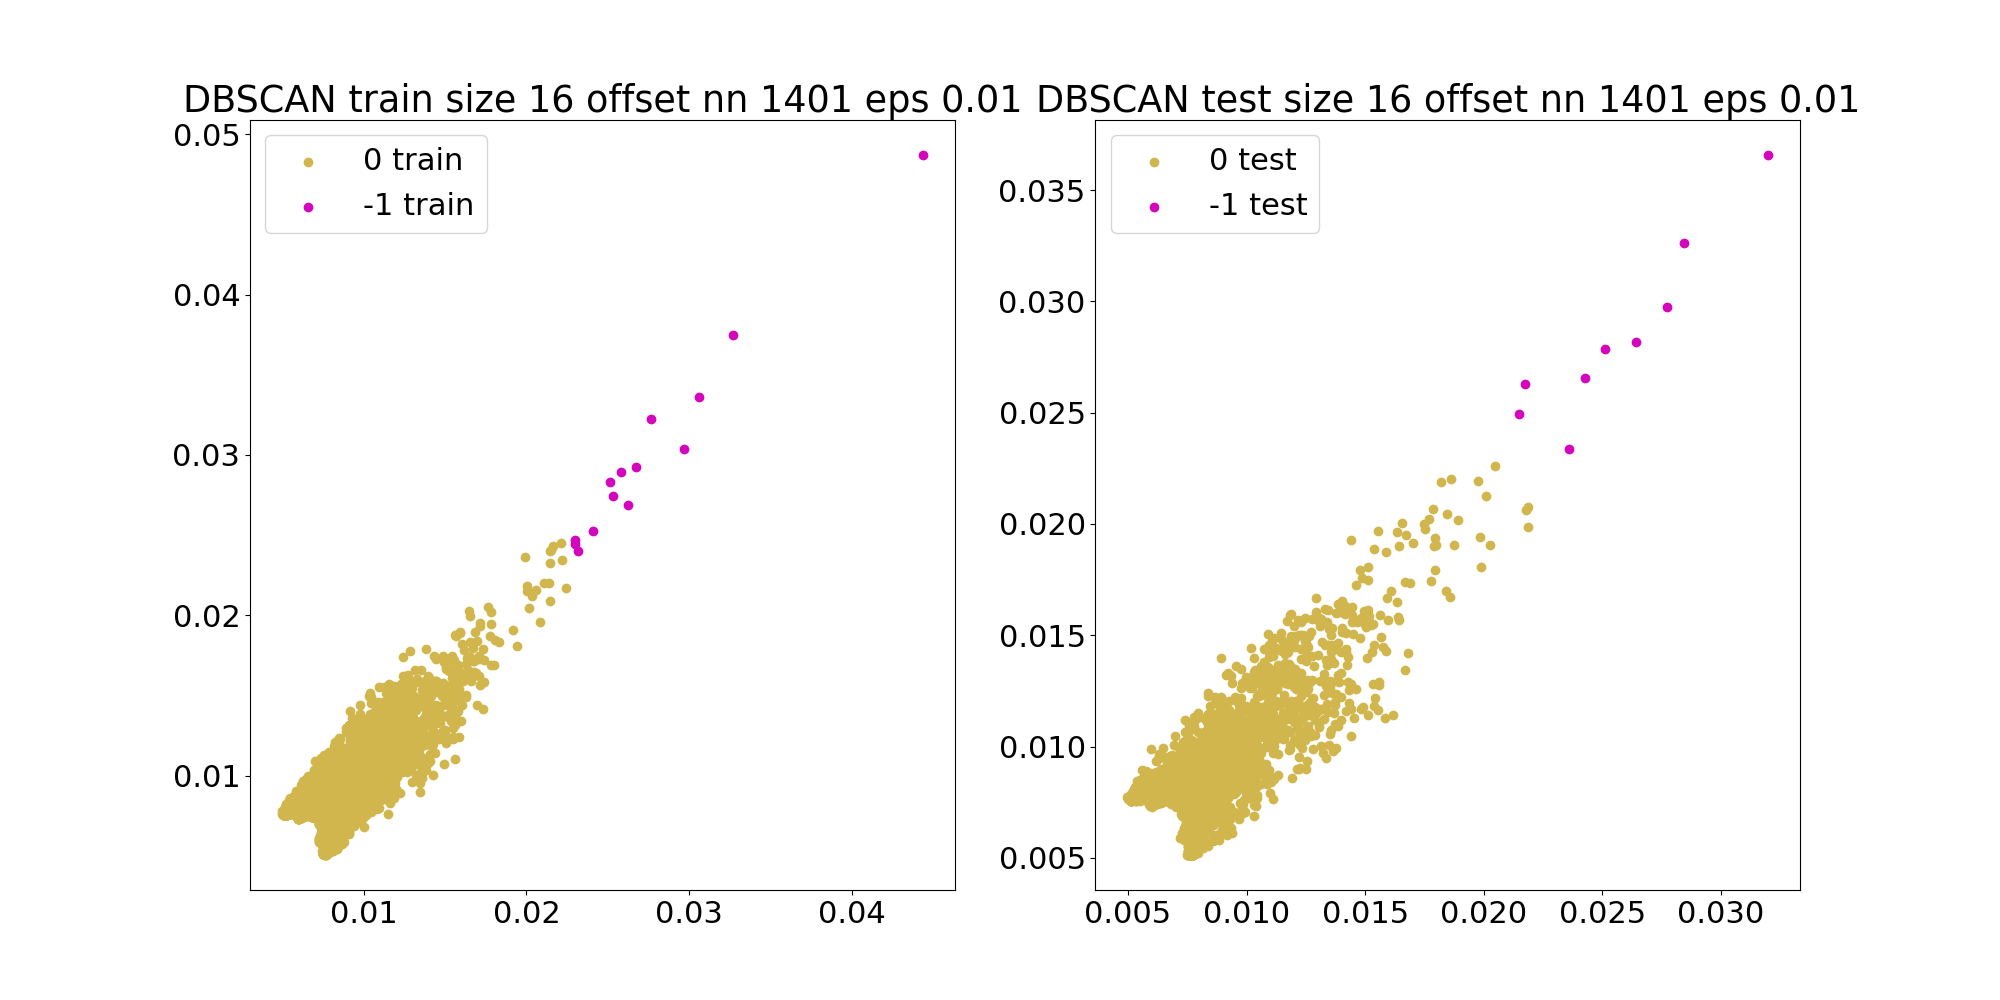 DBSCAN train size 16 offset nn 1401 eps 0.01
0.05
0.04
0.03
0.02
0.01
0 train
-1 train
0.01 0.02 0.03 0.04
DBSCAN test size 16 offset nn 1401 eps 0.01
0.035
0.030
0.025
0.020
0.015
0.010
0.005
0 test
-1 test
0.005 0.010 0.015 0.020 0.025 0.030